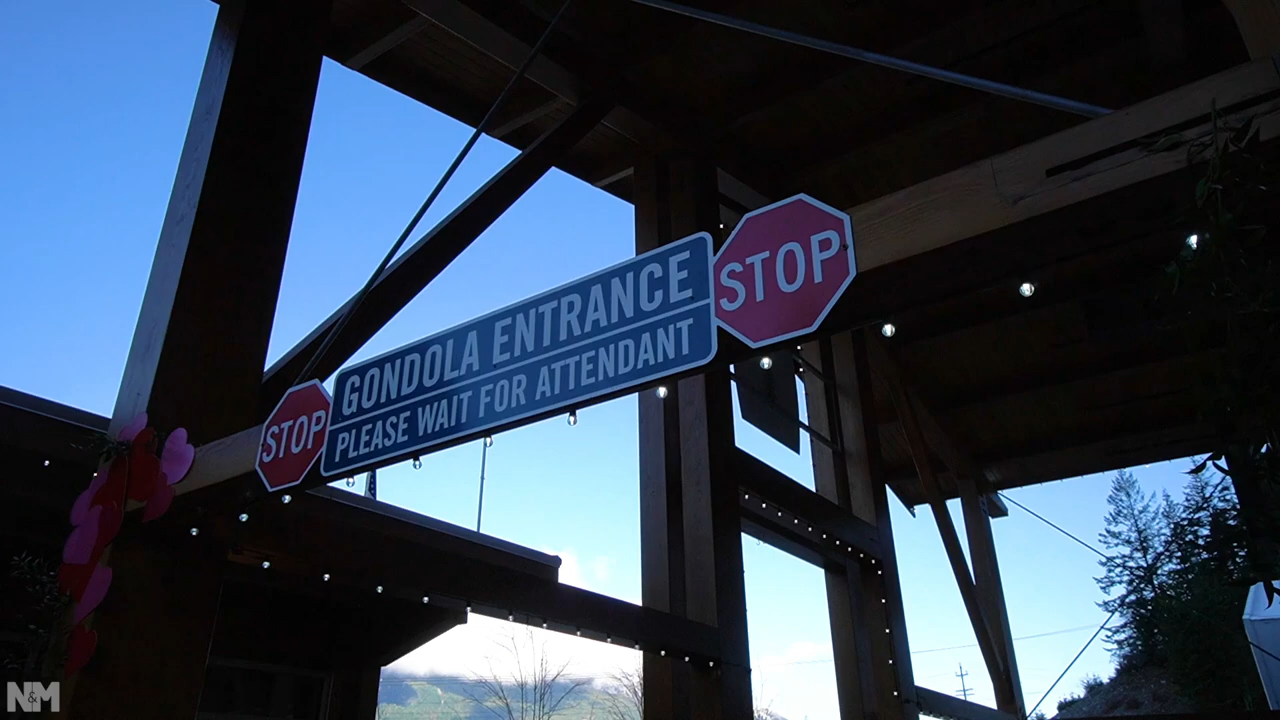 STOP
GONDOLA ENTRANCE
PLEASE WAIT FOR ATTENDANT
STOP
N&M